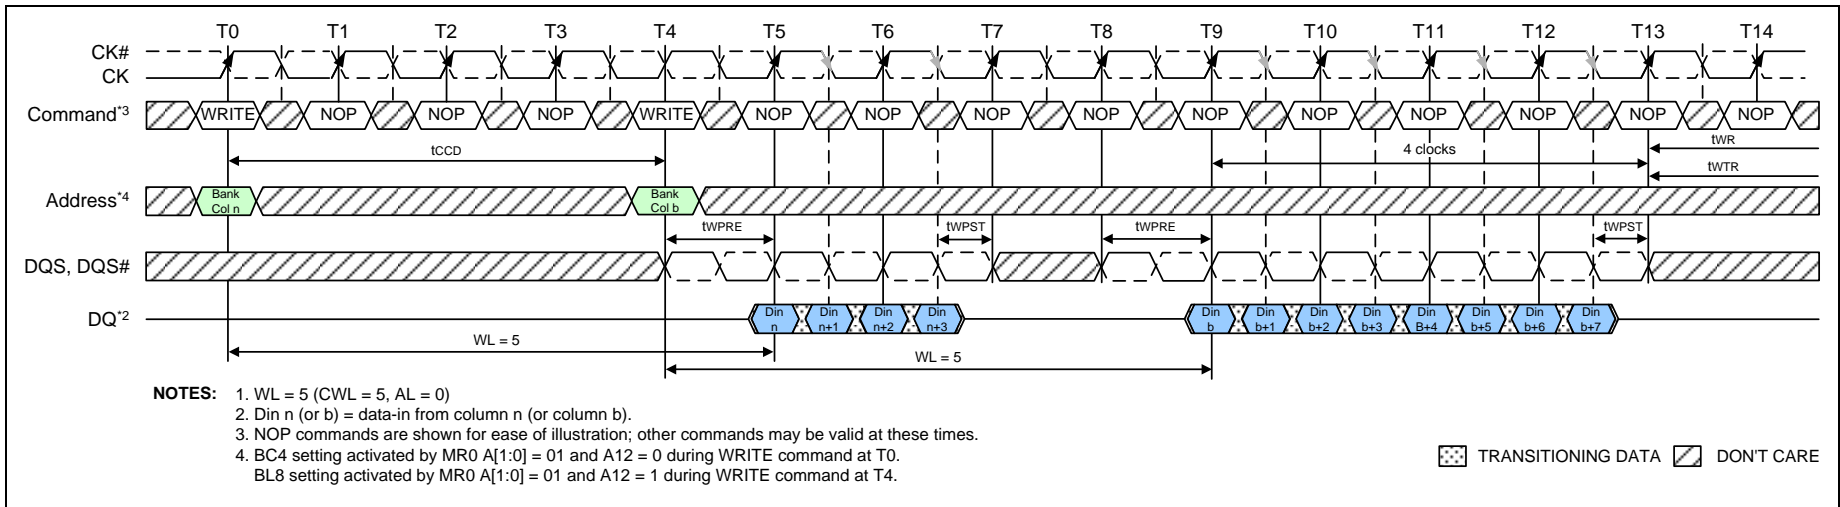 T0 T1 T2 T3 T4 T5 T6 T7 T8 T9 T10 T11 T12 T13 T14
CK#
CK
Command*3 WRITE NOP NOP NOP WRITE NOP NOP NOP NOP NOP NOP NOP NOP NOP NOP
tCCD 4 clocks tWR
tWTR
Address*4 Bank Col n Bank Col b
tWPRE tWPST tWPRE tWPST
DQS, DQS#
DQ*2 Din n Din n+1 Din n+2 Din n+3 Din b Din b+1 Din b+2 Din b+3 Din B+4 Din b+5 Din b+6 Din b+7
WL = 5
WL = 5
NOTES: 1. WL = 5 (CWL = 5, AL = 0)
2. Din n (or b) = data-in from column n (or column b).
3. NOP commands are shown for ease of illustration; other commands may be valid at these times.
4. BC4 setting activated by MR0 A[1:0] = 01 and A12 = 0 during WRITE command at T0.
BL8 setting activated by MR0 A[1:0] = 01 and A12 = 1 during WRITE command at T4.
TRANSITIONING DATA DON'T CARE